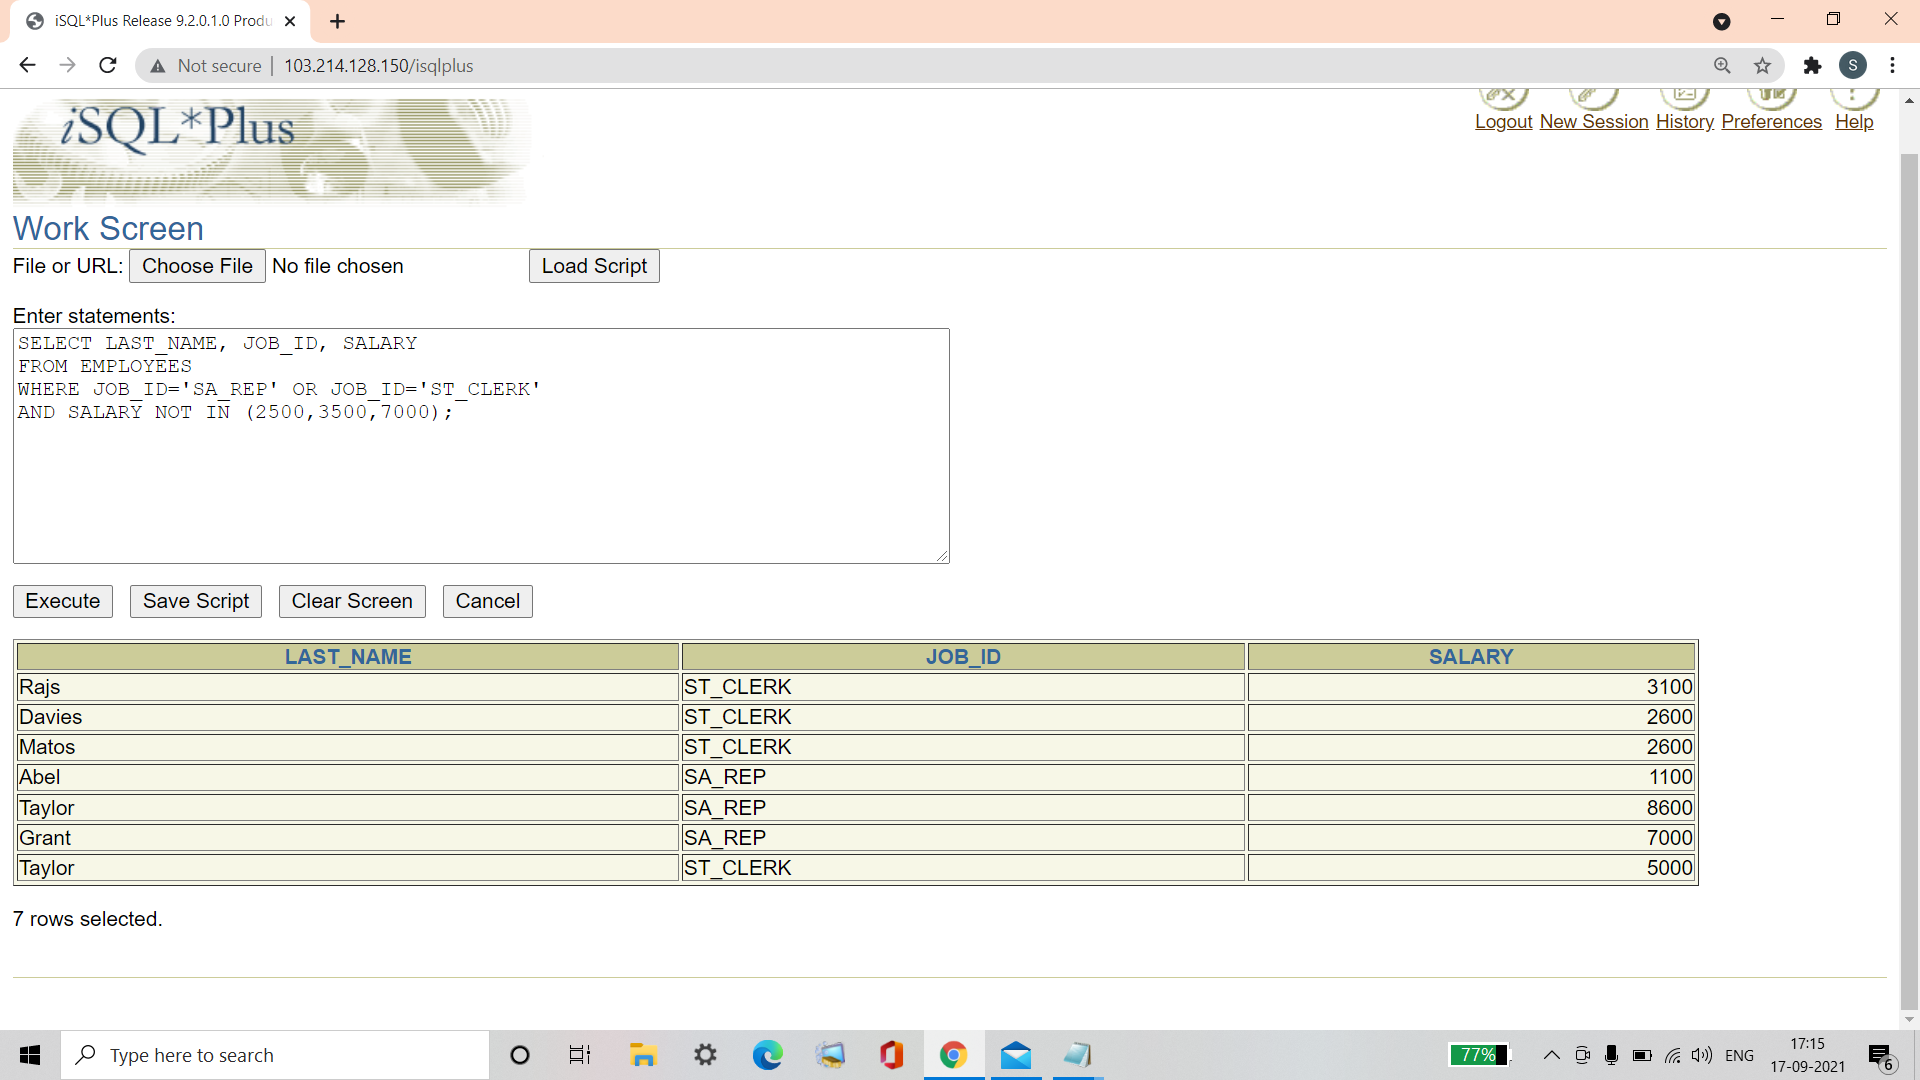 iSQL*Plus Release 9.2.0.1.0 Produ
Not secure | 103.214.128.150/isqlplus
S
iSQL*Plus
Logout New Session History Preferences Help
Work Screen
File or URL: Choose File No file chosen Load Script
Enter statements:
SELECT LAST_NAME, JOB_ID, SALARY
FROM EMPLOYEES
WHERE JOB_ID='SA_REP' OR JOB_ID='ST_CLERK'
AND SALARY NOT IN (2500,3500,7000);
Execute Save Script Clear Screen Cancel
LAST_NAME JOB_ID SALARY
Rajs ST_CLERK 3100
Davies ST_CLERK 2600
Matos ST_CLERK 2600
Abel SA_REP 1100
Taylor SA_REP 8600
Grant SA_REP 7000
Taylor ST_CLERK 5000
7 rows selected.
Type here to search
77%
ENG
17:15
17-09-2021
6